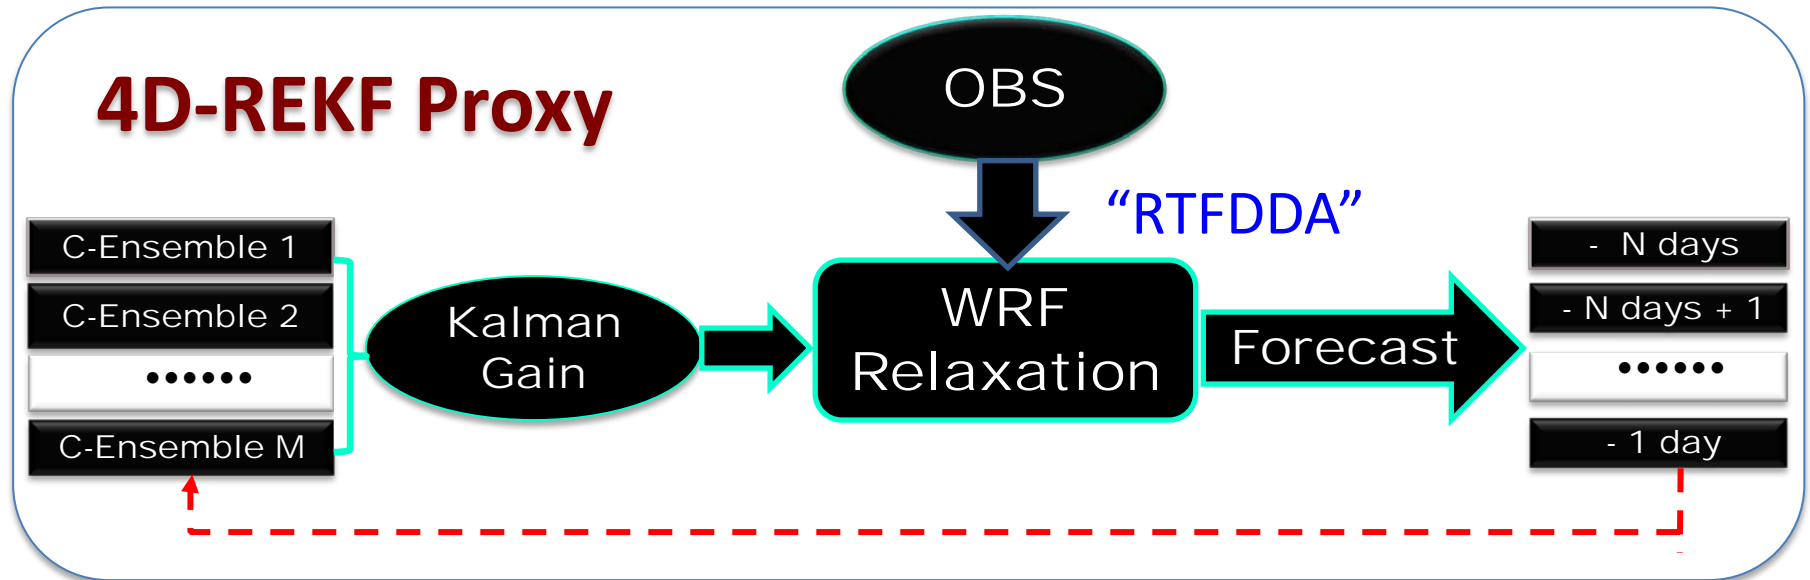 4D-REKF Proxy
OBS
“RTFDDA”
C-Ensemble 1
C-Ensemble 2
••••••
C-Ensemble M
Kalman
Gain
WRF
Relaxation
Forecast
- N days
- N days + 1
••••••
- 1 day